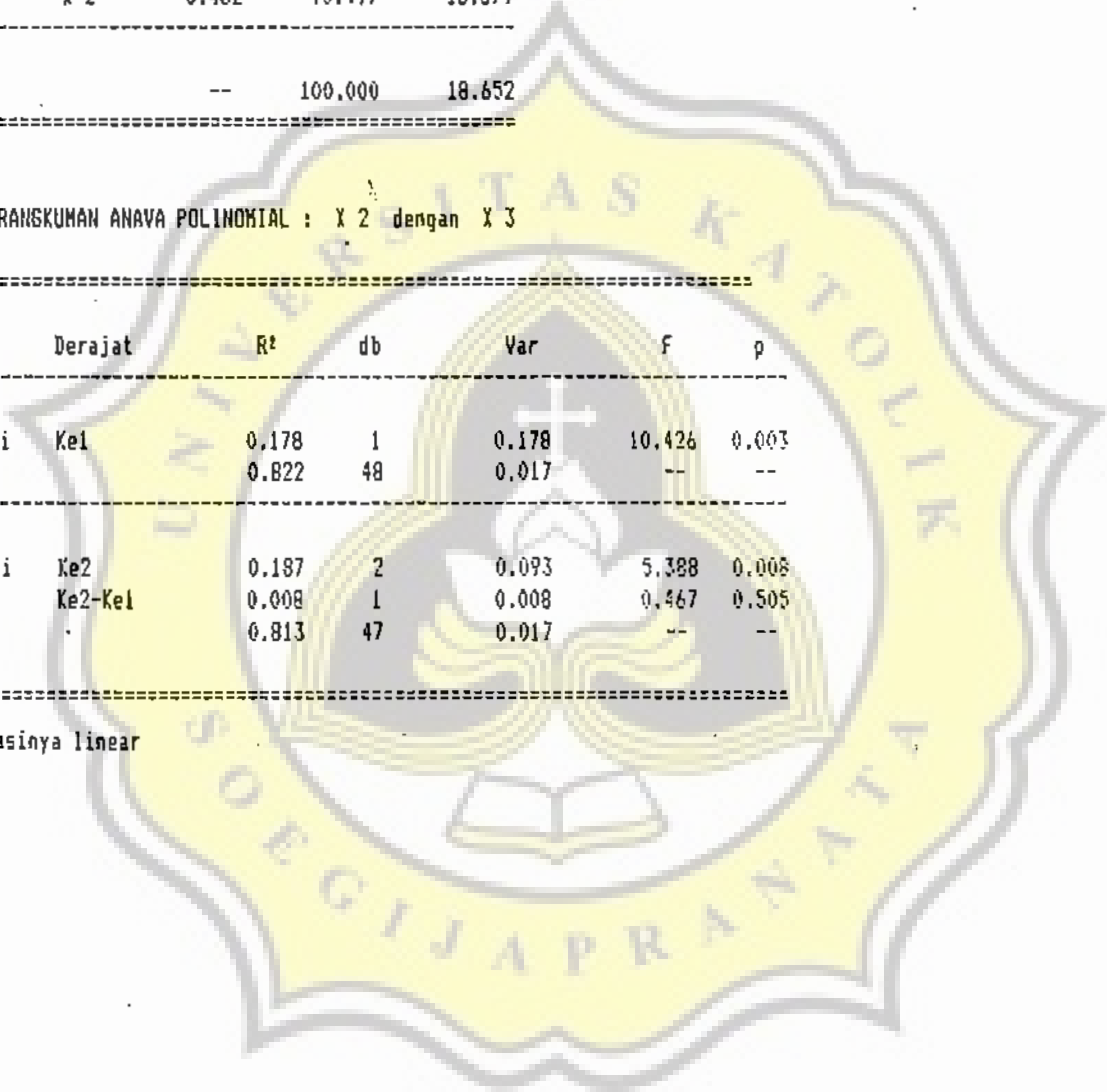 -- 100.000 18.652
RANGKUMAN ANAVA POLINOMIAL : X 2 dengan X 3
Derajat R² db Var F p
i Ke1 0.178 1 0.178 10.426 0.003
0.822 48 0.017 -- --
i Ke2 0.187 2 0.093 5.388 0.008
Ke2-Ke1 0.008 1 0.008 0.467 0.505
0.813 47 0.017 -- --
asinya linear
UNIVERSITAS KATOLIK
SOEGIJAPRANATA